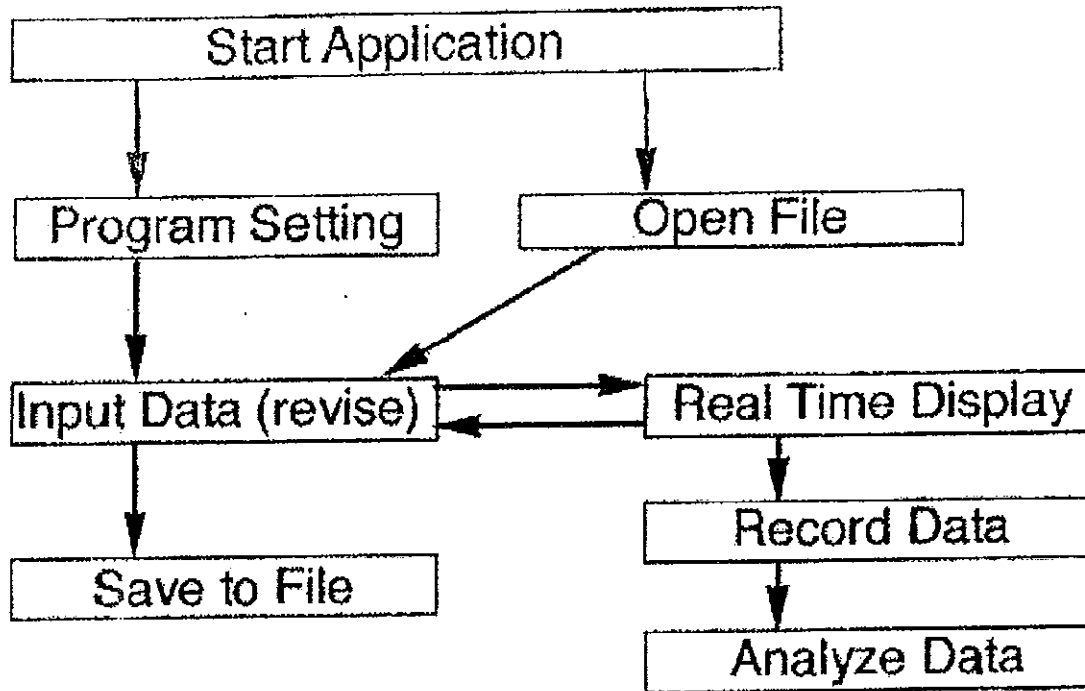 Start Application
Program Setting
Open File
Input Data (revise)
Real Time Display
Record Data
Save to File
Analyze Data